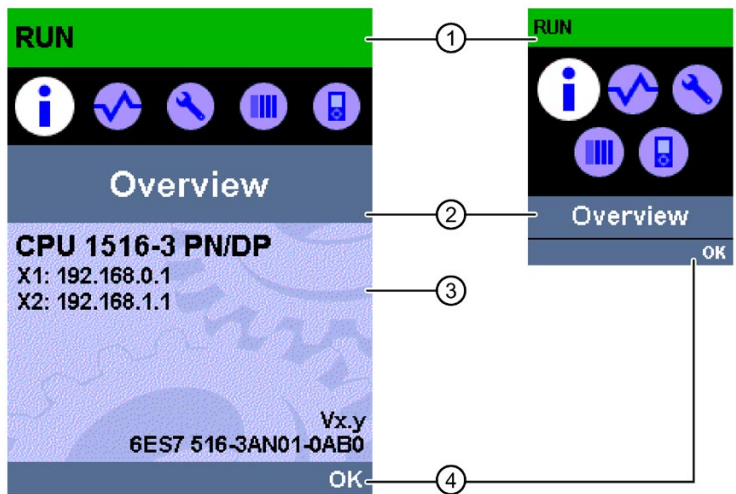 RUN
Overview
CPU 1516-3 PN/DP
X1: 192.168.0.1
X2: 192.168.1.1
Vx.y
6ES7 516-3AN01-0AB0
OK
1
2
3
4
RUN
Overview
OK